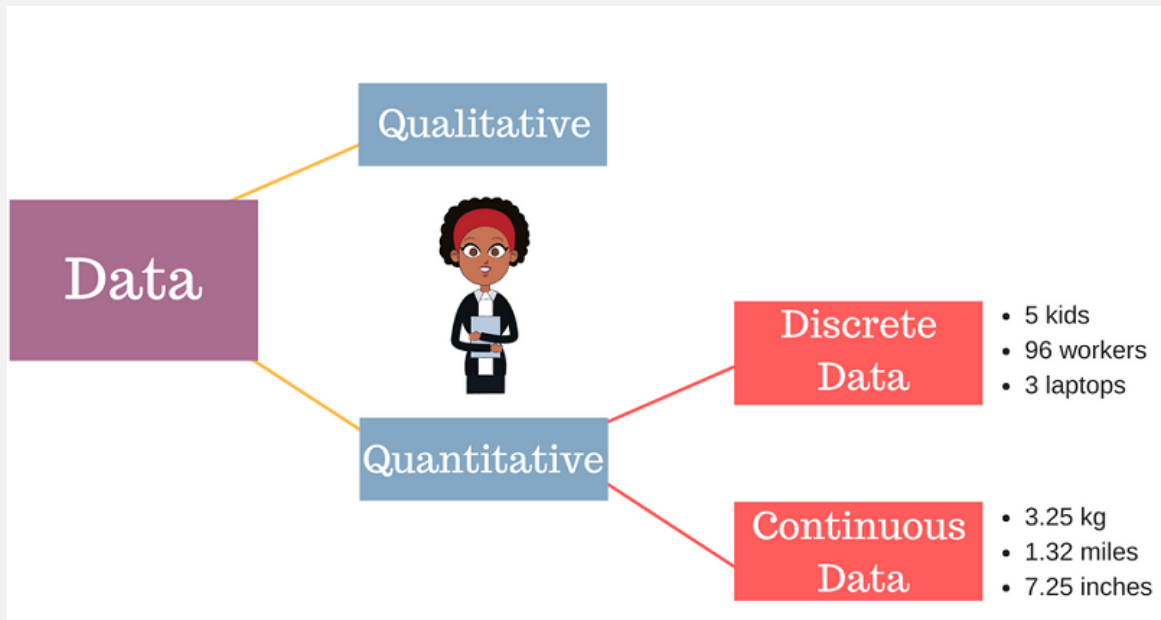 Qualitative
Data
Quantitative
Discrete
Data
• 5 kids
• 96 workers
• 3 laptops
Continuous
Data
• 3.25 kg
• 1.32 miles
• 7.25 inches